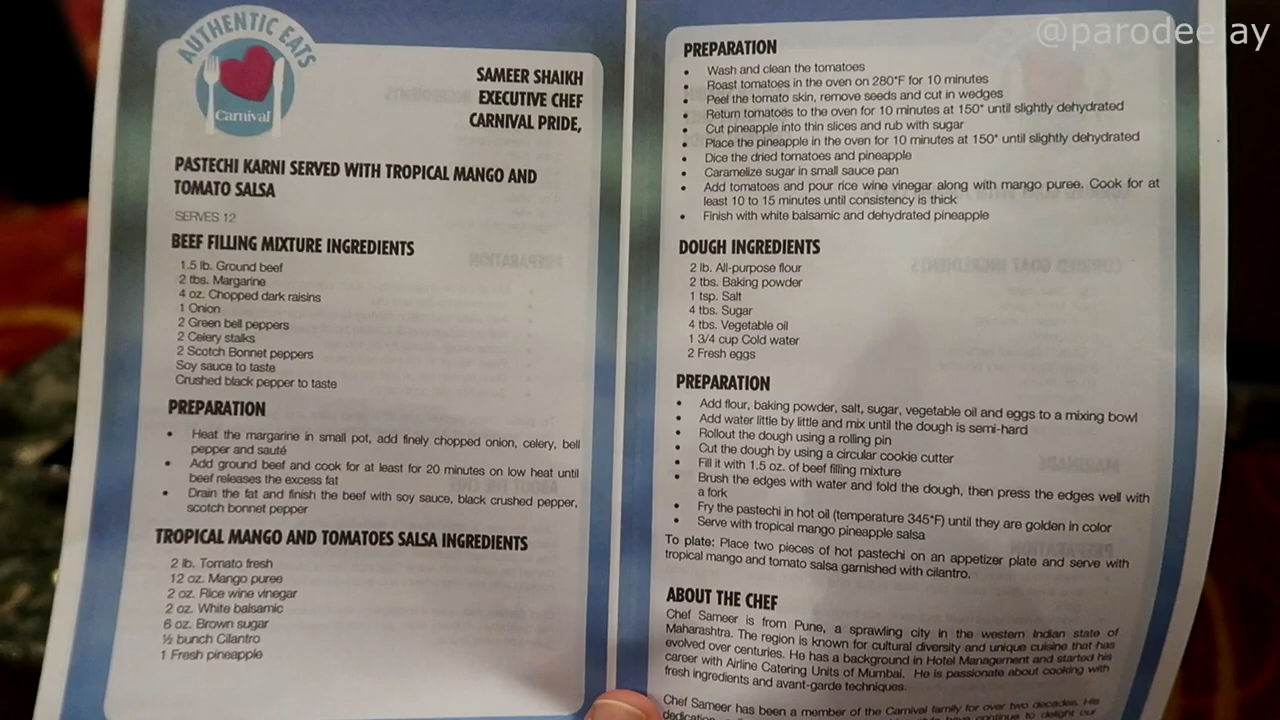 @parodeejay
AUTHENTIC EATS
Carnival
SAMEER SHAIKH
EXECUTIVE CHEF
CARNIVAL PRIDE,
PASTECHI KARNI SERVED WITH TROPICAL MANGO AND
TOMATO SALSA
SERVES 12
BEEF FILLING MIXTURE INGREDIENTS
1.5 lb. Ground beef
2 tbs. Margarine
4 oz. Chopped dark raisins
1 Onion
2 Green bell peppers
2 Celery stalks
2 Scotch Bonnet peppers
Soy sauce to taste
Crushed black pepper to taste
PREPARATION
• Heat the margarine in small pot, add finely chopped onion, celery, bell
pepper and sauté
• Add ground beef and cook for at least for 20 minutes on low heat until
beef releases the excess fat
• Drain the fat and finish the beef with soy sauce, black crushed pepper,
scotch bonnet pepper
TROPICAL MANGO AND TOMATOES SALSA INGREDIENTS
2 lb. Tomato fresh
12 oz. Mango puree
2 oz. Rice wine vinegar
2 oz. White balsamic
6 oz. Brown sugar
½ bunch Cilantro
1 Fresh pineapple
PREPARATION
• Wash and clean the tomatoes
• Roast tomatoes in the oven on 280°F for 10 minutes
• Peel the tomato skin, remove seeds and cut in wedges
• Return tomatoes to the oven for 10 minutes at 150° until slightly dehydrated
• Cut pineapple into thin slices and rub with sugar
• Place the pineapple in the oven for 10 minutes at 150° until slightly dehydrated
• Dice the dried tomatoes and pineapple
• Caramelize sugar in small sauce pan
• Add tomatoes and pour rice wine vinegar along with mango puree. Cook for at
least 10 to 15 minutes until consistency is thick
• Finish with white balsamic and dehydrated pineapple
DOUGH INGREDIENTS
2 lb. All-purpose flour
2 tbs. Baking powder
1 tsp. Salt
4 tbs. Sugar
4 tbs. Vegetable oil
1 3/4 cup Cold water
2 Fresh eggs
PREPARATION
• Add flour, baking powder, salt, sugar, vegetable oil and eggs to a mixing bowl
• Add water little by little and mix until the dough is semi-hard
• Rollout the dough using a rolling pin
• Cut the dough by using a circular cookie cutter
• Fill it with 1.5 oz. of beef filling mixture
• Brush the edges with water and fold the dough, then press the edges well with
a fork
• Fry the pastechi in hot oil (temperature 345°F) until they are golden in color
• Serve with tropical mango pineapple salsa
To plate: Place two pieces of hot pastechi on an appetizer plate and serve with
tropical mango and tomato salsa garnished with cilantro.
ABOUT THE CHEF
Chef Sameer is from Pune, a sprawling city in the western Indian state of
Maharashtra. The region is known for cultural diversity and unique cuisine that has
evolved over centuries. He has a background in Hotel Management and started his
career with Airline Catering Units of Mumbai. He is passionate about cooking with
fresh ingredients and avant-garde techniques.
Chef Sameer has been a member of the Carnival family for over two decades. His
continue to delight our